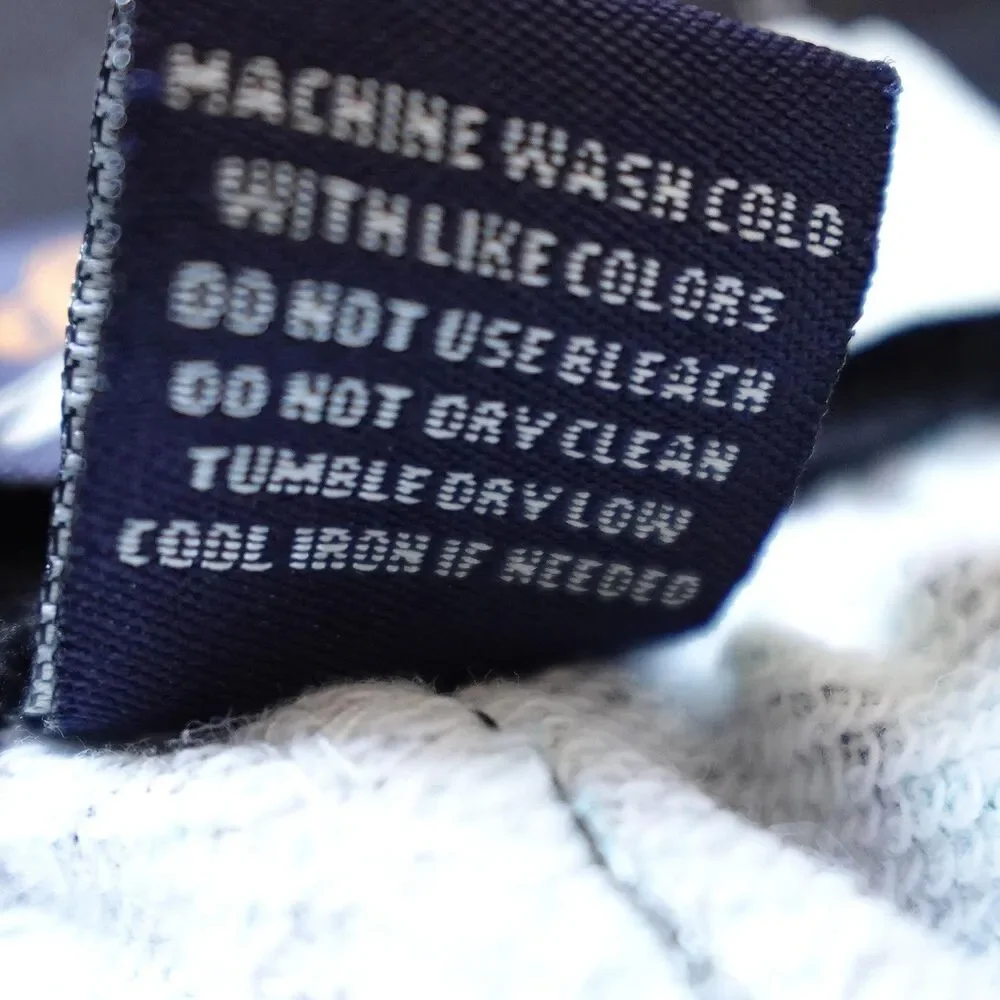 MACHINE WASH COLD
WITH LIKE COLORS
DO NOT USE BLEACH
DO NOT DRY CLEAN
TUMBLE DRY LOW
COOL IRON IF NEEDED